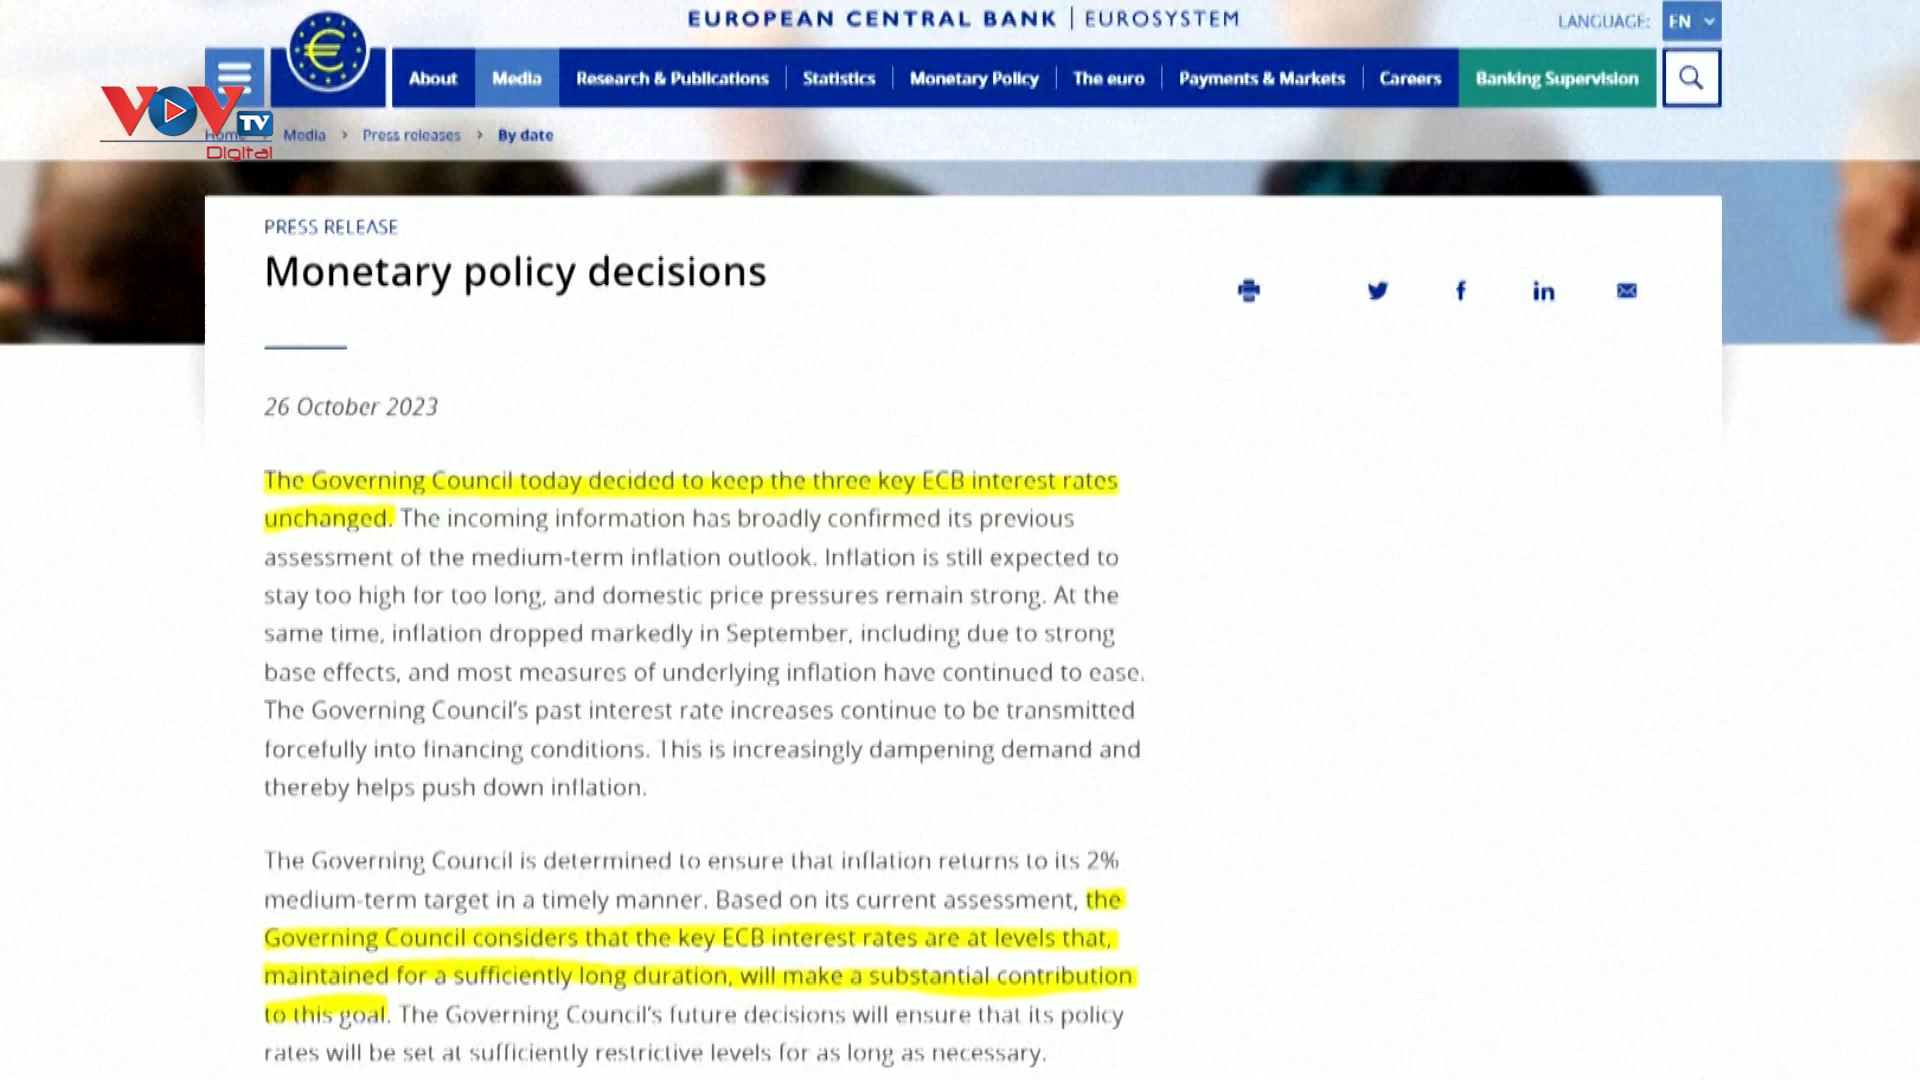 EUROPEAN CENTRAL BANK | EUROSYSTEM
LANGUAGE: EN
About Media Research & Publications Statistics Monetary Policy The euro Payments & Markets Careers Banking Supervision
VOV TV
Digital
Home > Media > Press releases > By date
PRESS RELEASE
Monetary policy decisions
26 October 2023
The Governing Council today decided to keep the three key ECB interest rates
unchanged. The incoming information has broadly confirmed its previous
assessment of the medium-term inflation outlook. Inflation is still expected to
stay too high for too long, and domestic price pressures remain strong. At the
same time, inflation dropped markedly in September, including due to strong
base effects, and most measures of underlying inflation have continued to ease.
The Governing Council’s past interest rate increases continue to be transmitted
forcefully into financing conditions. This is increasingly dampening demand and
thereby helps push down inflation.
The Governing Council is determined to ensure that inflation returns to its 2%
medium-term target in a timely manner. Based on its current assessment, the
Governing Council considers that the key ECB interest rates are at levels that,
maintained for a sufficiently long duration, will make a substantial contribution
to this goal. The Governing Council’s future decisions will ensure that its policy
rates will be set at sufficiently restrictive levels for as long as necessary.